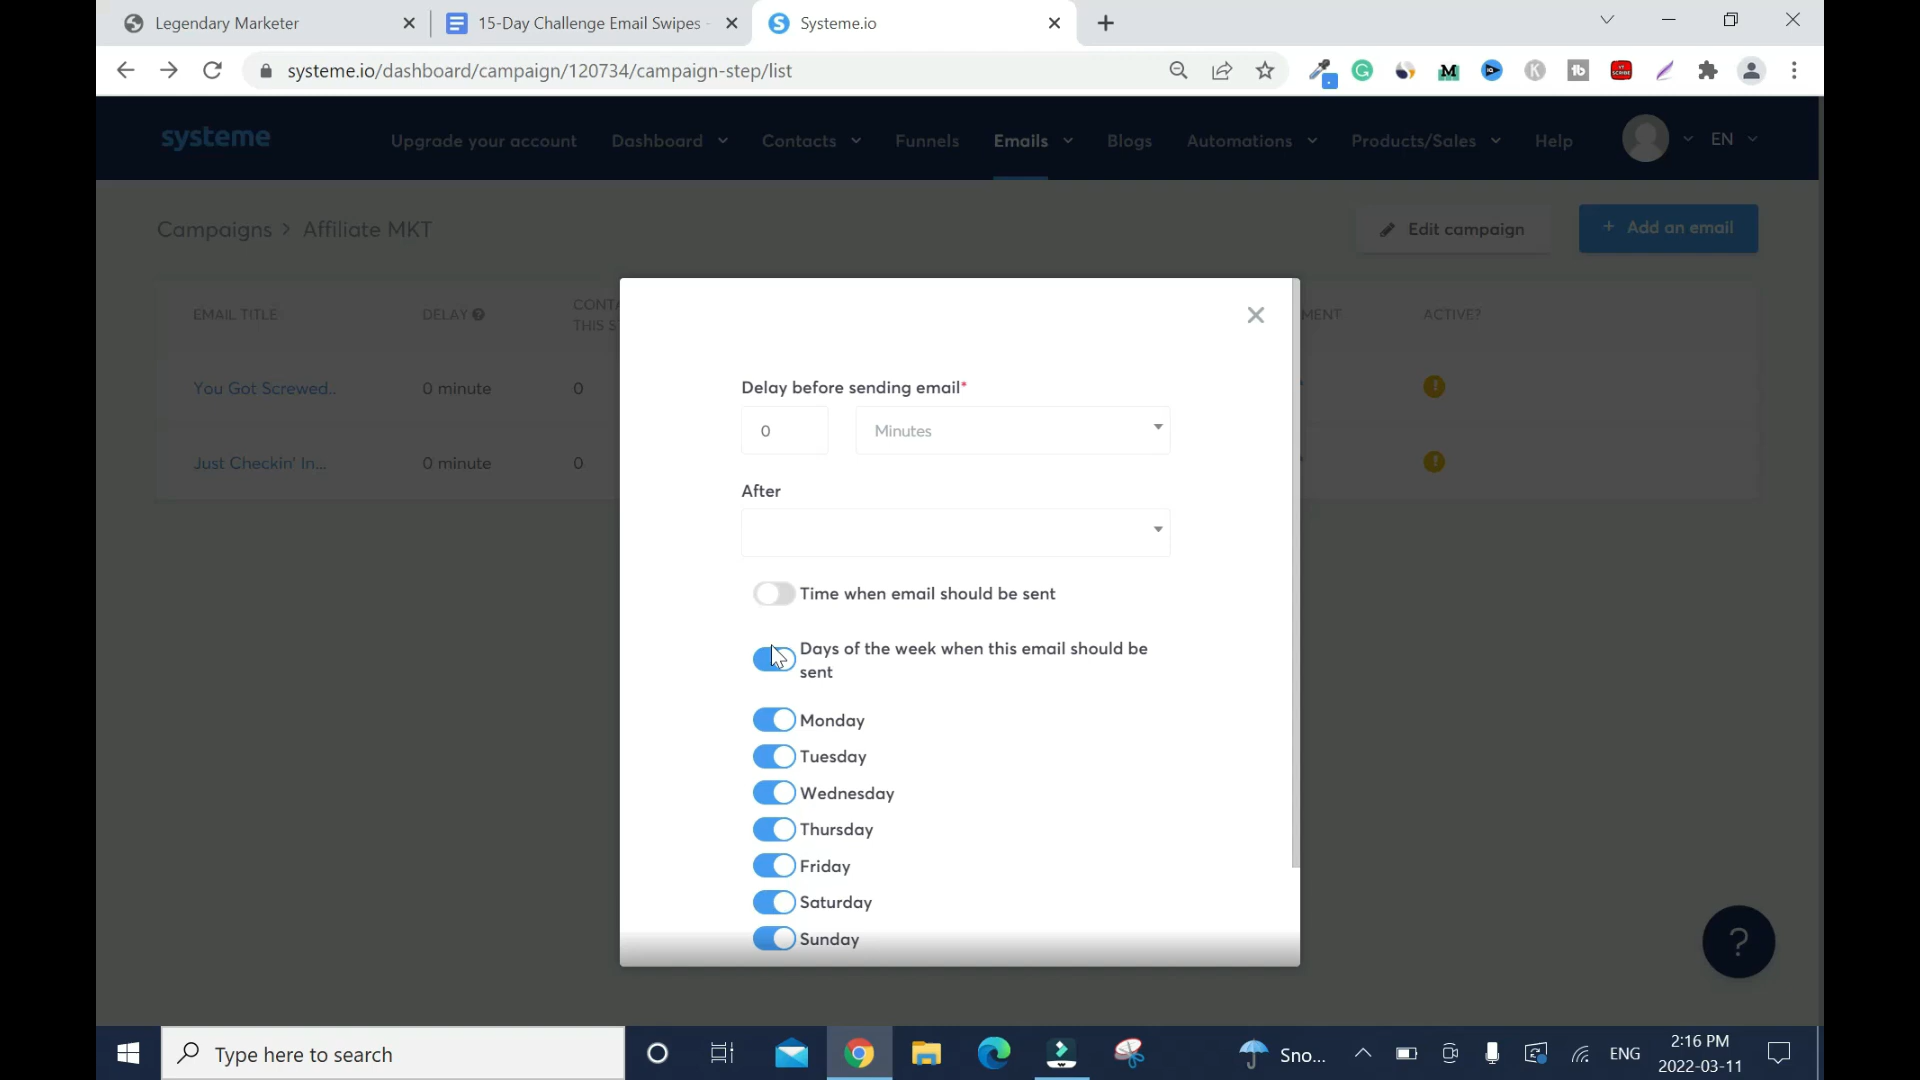 Legendary Marketer
15-Day Challenge Email Swipes -
Systeme.io
systeme.io/dashboard/campaign/120734/campaign-step/list
systeme
Upgrade your account
Dashboard
Contacts
Funnels
Emails
Blogs
Automations
Products/Sales
Help
EN
Campaigns > Affiliate MKT
Edit campaign
+ Add an email
EMAIL TITLE
DELAY
CONTA
THIS S
MENT
ACTIVE?
You Got Screwed..
0 minute
0
Just Checkin' In...
0 minute
0
Delay before sending email*
0
Minutes
After
Time when email should be sent
Days of the week when this email should be
sent
Monday
Tuesday
Wednesday
Thursday
Friday
Saturday
Sunday
?
Type here to search
Sno...
ENG
2:16 PM
2022-03-11